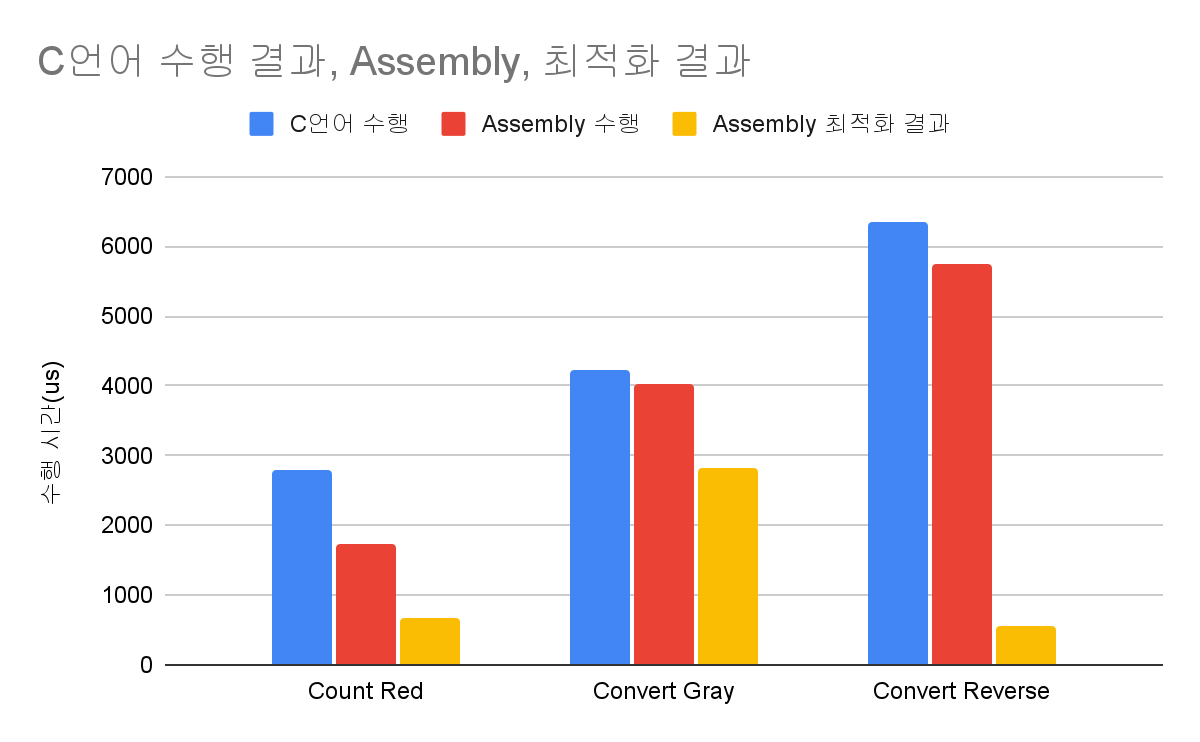 C언어 수행 결과, Assembly, 최적화 결과
C언어 수행 Assembly 수행 Assembly 최적화 결과
7000
6000
5000
4000
3000
2000
1000
0
수행 시간(us)
Count Red Convert Gray Convert Reverse